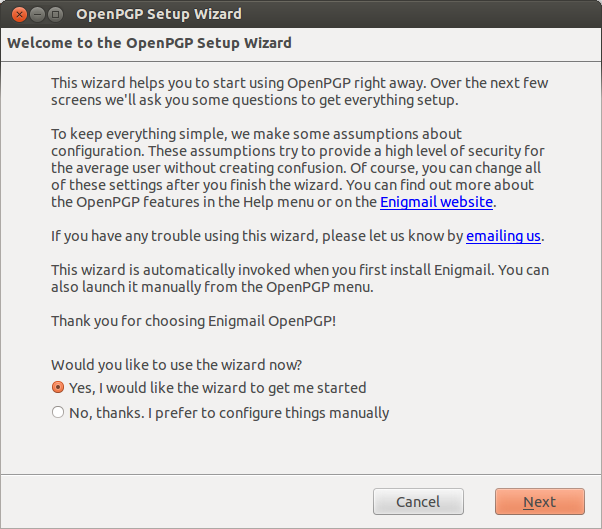 OpenPGP Setup Wizard
Welcome to the OpenPGP Setup Wizard
This wizard helps you to start using OpenPGP right away. Over the next few
screens we'll ask you some questions to get everything setup.
To keep everything simple, we make some assumptions about
configuration. These assumptions try to provide a high level of security for
the average user without creating confusion. Of course, you can change all
of these settings after you finish the wizard. You can find out more about
the OpenPGP features in the Help menu or on the Enigmail website.
If you have any trouble using this wizard, please let us know by emailing us.
This wizard is automatically invoked when you first install Enigmail. You can
also launch it manually from the OpenPGP menu.
Thank you for choosing Enigmail OpenPGP!
Would you like to use the wizard now?
Yes, I would like the wizard to get me started
No, thanks. I prefer to configure things manually
Cancel
Next